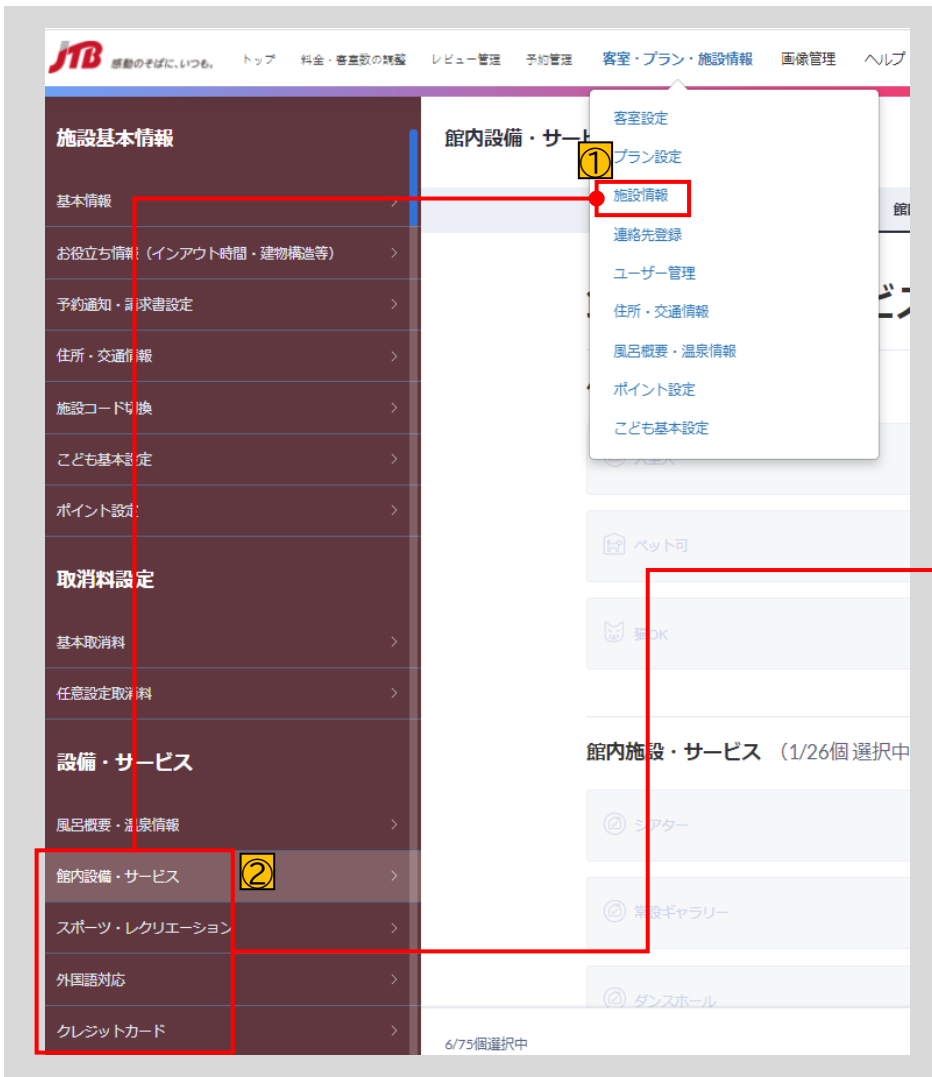 JTB 感動のそばに、いつも。 トップ 料金・客室数の調整 レビュー管理 予約管理 客室・プラン・施設情報 画像管理 ヘルプ
施設基本情報
基本情報
お役立ち情報（インアウト時間・建物構造等）
予約通知・請求書設定
住所・交通情報
施設コード切換
こども基本設定
ポイント設定
取消料設定
基本取消料
任意設定取消料
設備・サービス
風呂概要・温泉情報
館内設備・サービス
②
スポーツ・レクリエーション
外国語対応
クレジットカード
館内設備・サー
客室設定
①
プラン設定
施設情報
連絡先登録
ユーザー管理
住所・交通情報
風呂概要・温泉情報
ポイント設定
こども基本設定
ビス
ペット可
猫OK
館内施設・サービス （1/26個 選択中
シアター
常設ギャラリー
ダンスホール
6/75個選択中